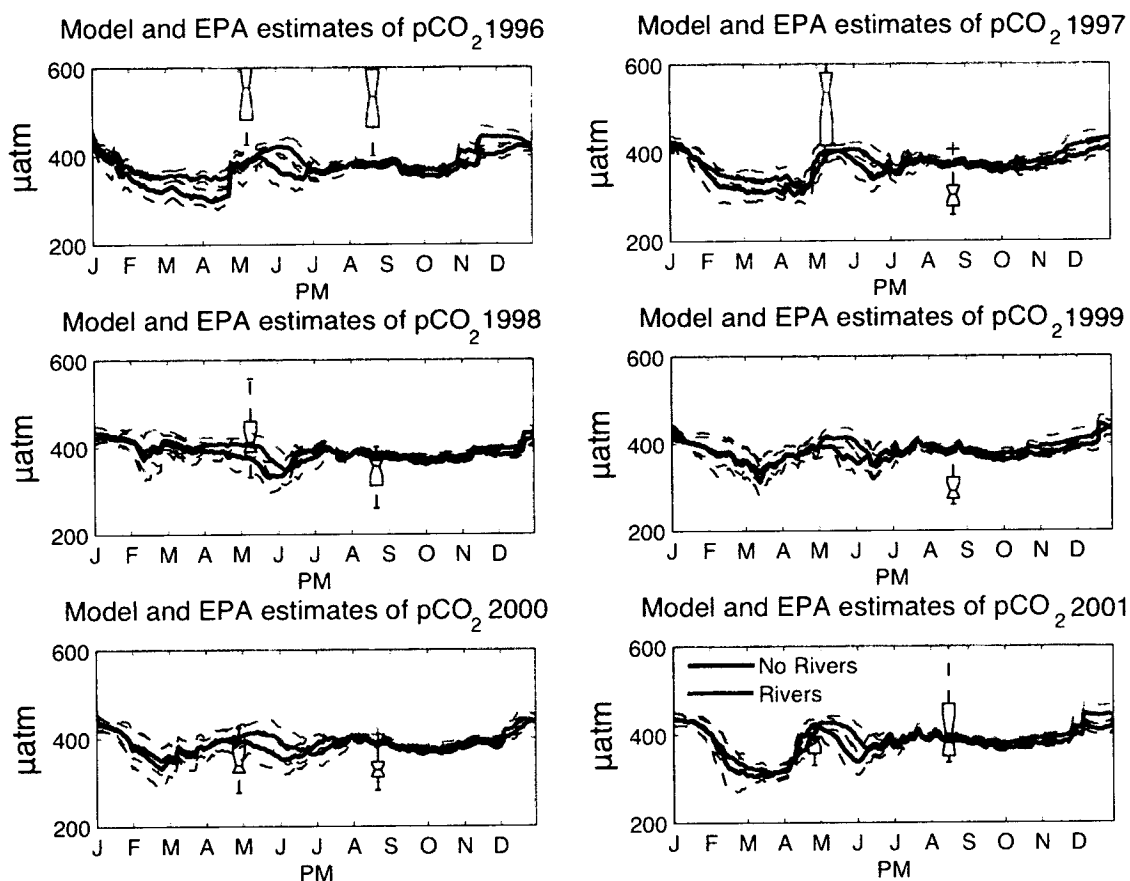 Model and EPA estimates of pCO2 1996
600
400
200
µatm
J F M A M J J A S O N D
PM
Model and EPA estimates of pCO2 1997
600
400
200
µatm
J F M A M J J A S O N D
PM
Model and EPA estimates of pCO2 1998
600
400
200
µatm
J F M A M J J A S O N D
PM
Model and EPA estimates of pCO2 1999
600
400
200
µatm
J F M A M J J A S O N D
PM
Model and EPA estimates of pCO2 2000
600
400
200
µatm
J F M A M J J A S O N D
PM
Model and EPA estimates of pCO2 2001
600
400
200
µatm
No Rivers
Rivers
J F M A M J J A S O N D
PM